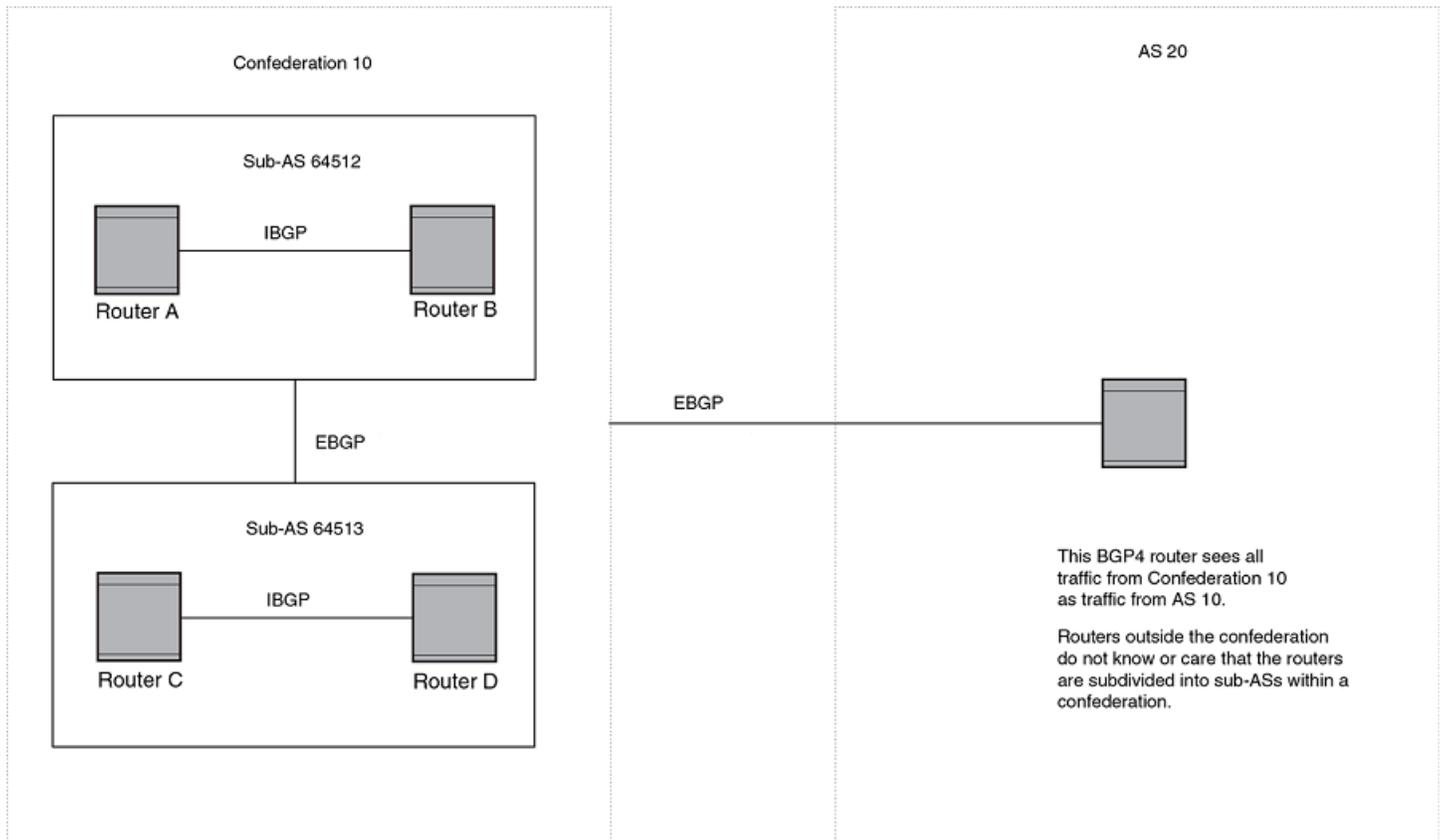 Confederation 10
AS 20
Sub-AS 64512
IBGP
Router A
Router B
EBGP
EBGP
Sub-AS 64513
IBGP
Router C
Router D
This BGP4 router sees all
traffic from Confederation 10
as traffic from AS 10.
Routers outside the confederation
do not know or care that the routers
are subdivided into sub-ASs within a
confederation.